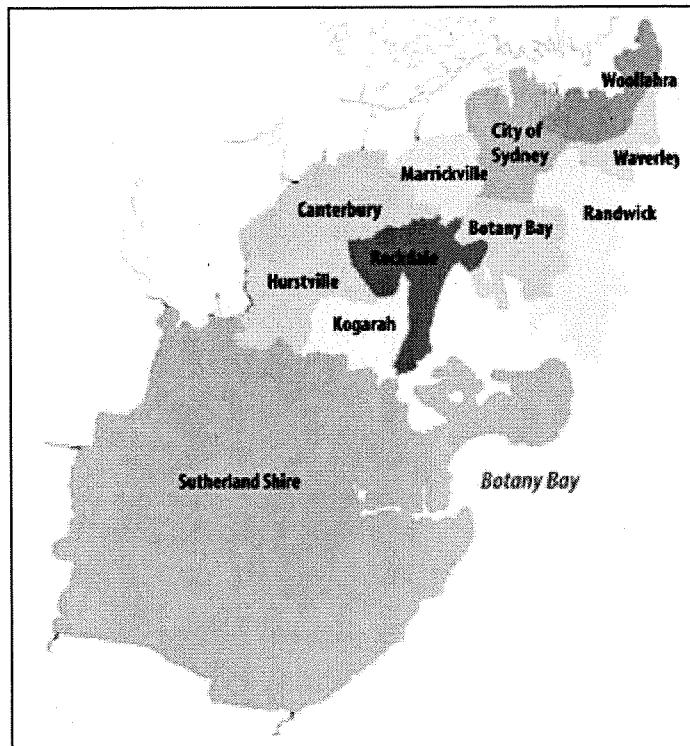 Woollahra
City of
Sydney
Waverley
Marrickville
Canterbury
Randwick
Botany Bay
Rockdale
Hurstville
Kogarah
Sutherland Shire
Botany Bay